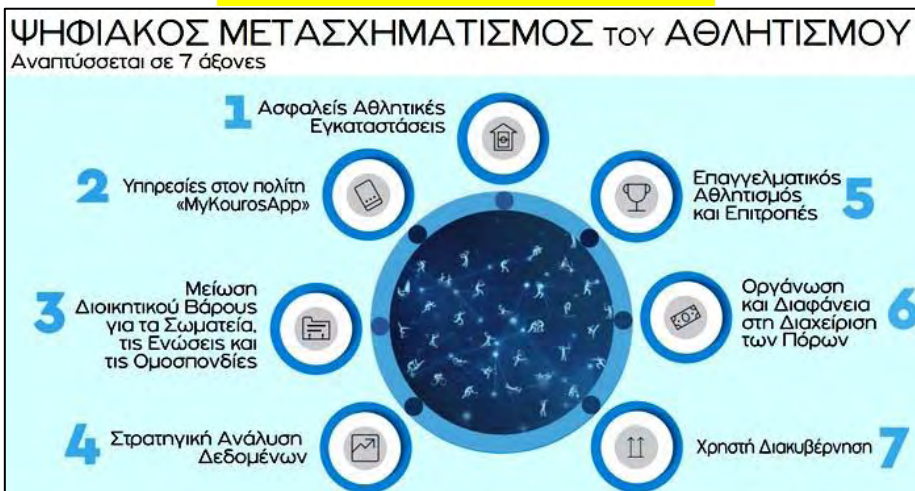 ΨΗΦΙΑΚΟΣ ΜΕΤΑΣΧΗΜΑΤΙΣΜΟΣ ΤΟΥ ΑΘΛΗΤΙΣΜΟΥ
Αναπτύσσεται σε 7 άξονες
1 Ασφαλείς Αθλητικές
Εγκαταστάσεις
2 Υπηρεσίες στον πολίτη
«MyKourosApp»
3 Μείωση
Διοικητικού Βάρους
για τα Σωματεία,
τις Ενώσεις και
τις Ομοσπονδίες
4 Στρατηγική Ανάλυση
Δεδομένων
Επαγγελματικός
Αθλητισμός 5
και Επιτροπές
Οργάνωση
και Διαφάνεια 6
στη Διαχείριση
των Πόρων
Χρηστή Διακυβέρνηση 7